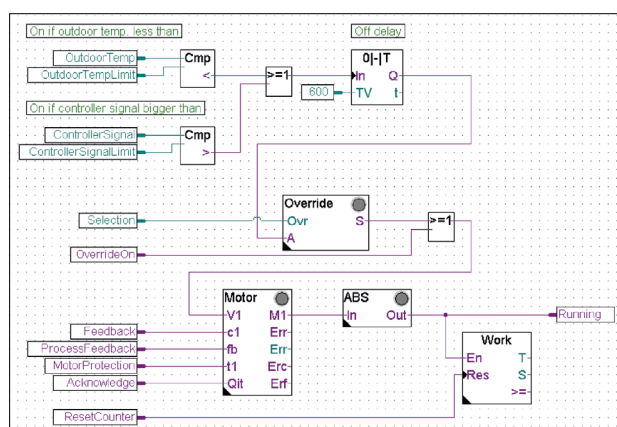 On if outdoor temp. less than
Off delay
OutdoorTemp
OutdoorTempLimit
Cmp
<
>=1
0|-|T
In Q
600
TV t
On if controller signal bigger than
ControllerSignal
ControllerSignalLimit
Cmp
>
Override
Selection
Ovr S
A
>=1
OverrideOn
Motor
V1 M1
Feedback
c1 Err
ProcessFeedback
fb Err
MotorProtection
t1 Erc
Acknowledge
Qit Erf
ABS
In Out
Running
Work
En T
Res S
>=
ResetCounter